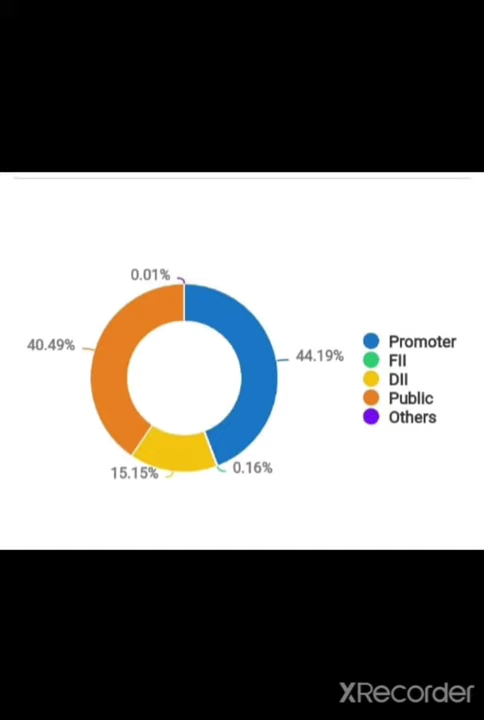 0.01%
40.49%
44.19%
Promoter
FII
DII
Public
Others
15.15%
0.16%
XRecorder